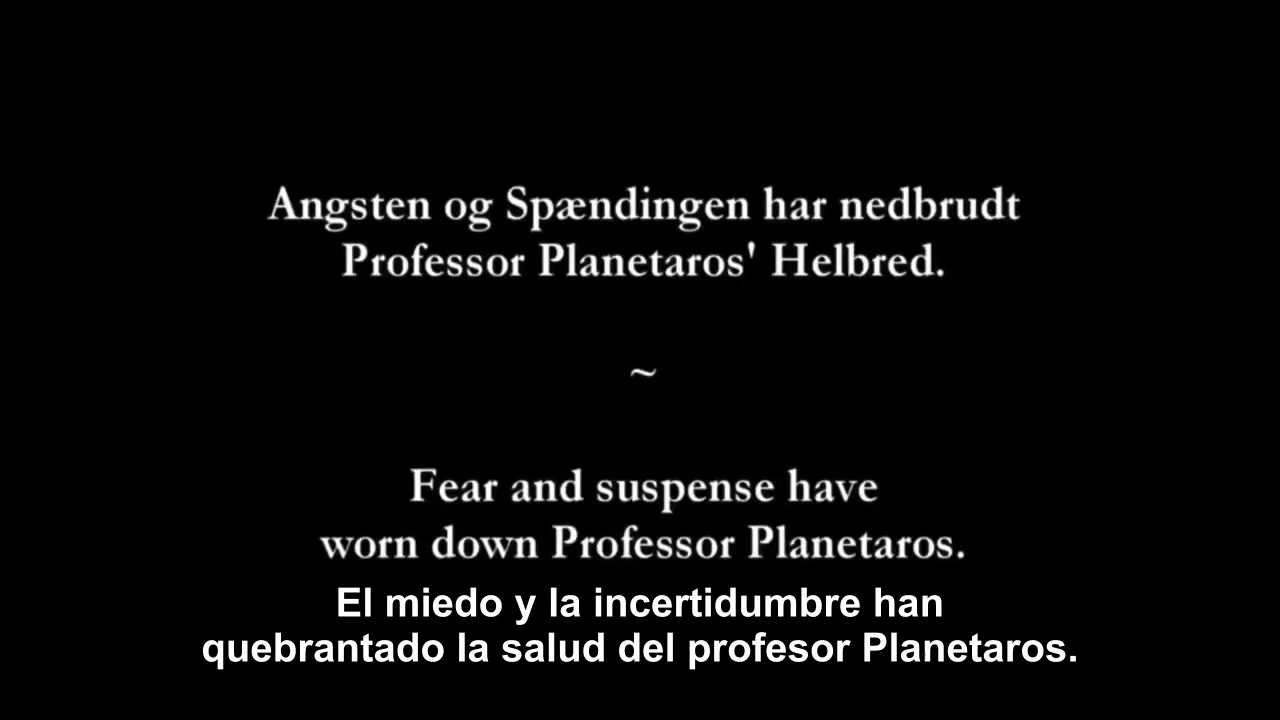 Angsten og Spændingen har nedbrudt
Professor Planetaros' Helbred.
~
Fear and suspense have
worn down Professor Planetaros.
El miedo y la incertidumbre han
quebrantado la salud del profesor Planetaros.